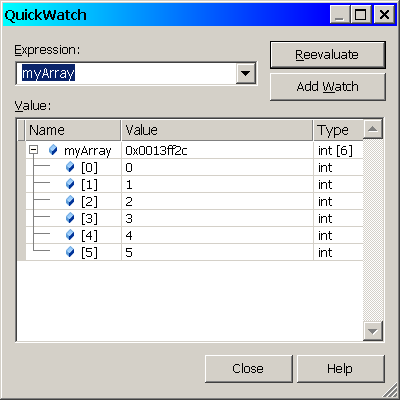 QuickWatch
Expression:
myArray
Reevaluate
Add Watch
Value:
Name Value Type
myArray 0x0013ff2c int [6]
[0] 0 int
[1] 1 int
[2] 2 int
[3] 3 int
[4] 4 int
[5] 5 int
Close Help